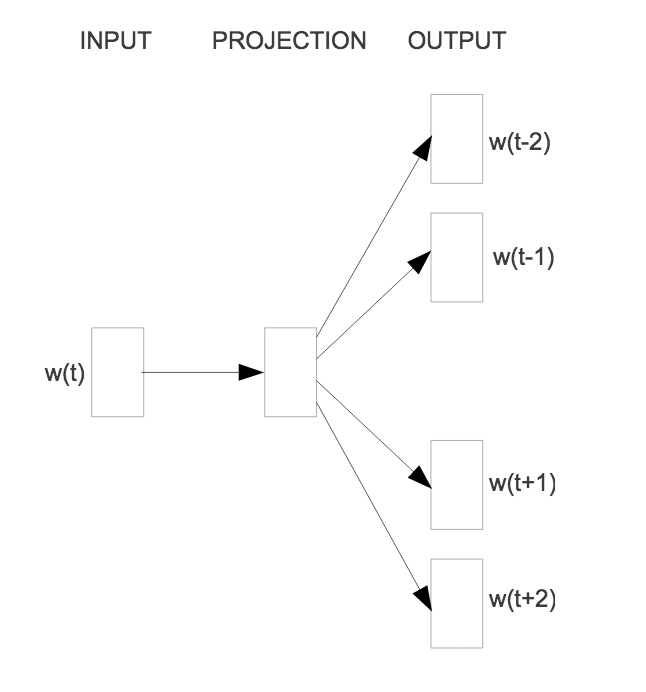 INPUT PROJECTION OUTPUT
w(t-2)
w(t-1)
w(t)
w(t+1)
w(t+2)